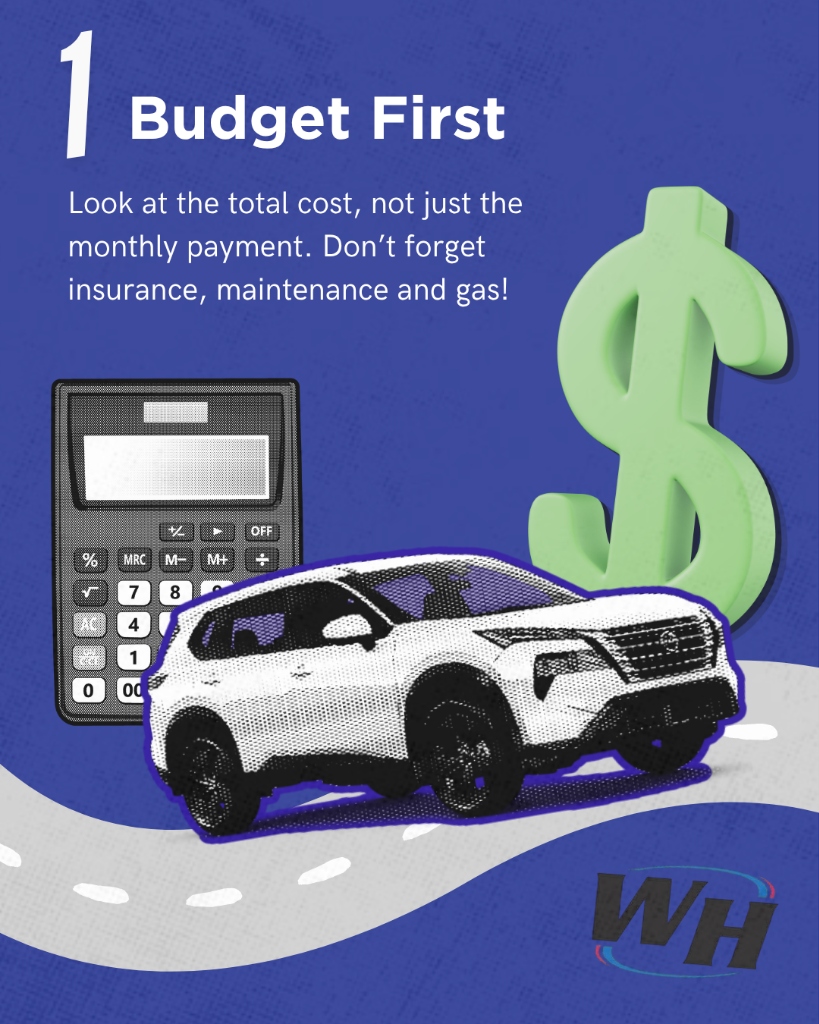 1
Budget First
Look at the total cost, not just the
monthly payment. Don’t forget
insurance, maintenance and gas!
+/− ▶ OFF
% MRC M− M+ ÷
√ 7 8
AC 4
1
0 00
WH